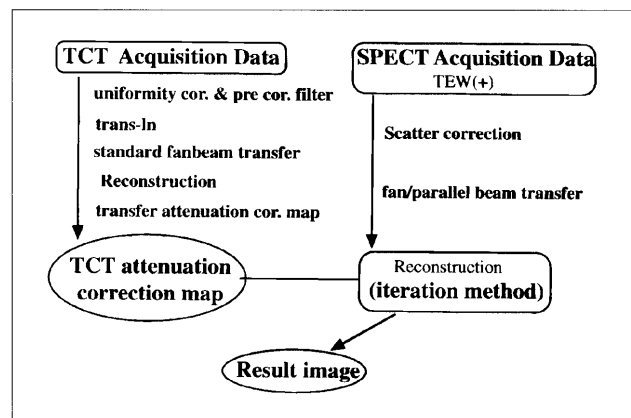 TCT Acquisition Data
uniformity cor. & pre cor. filter
trans-ln
standard fanbeam transfer
Reconstruction
transfer attenuation cor. map
TCT attenuation
correction map
SPECT Acquisition Data
TEW(+)
Scatter correction
fan/parallel beam transfer
Reconstruction
(iteration method)
Result image